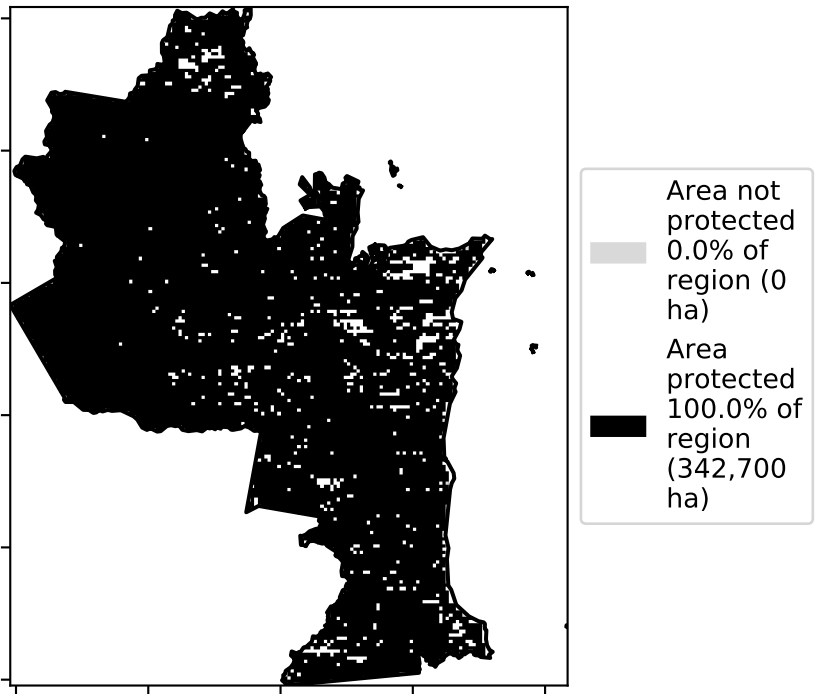 Area not
protected
0.0% of
region (0
ha)
Area
protected
100.0% of
region
(342,700
ha)